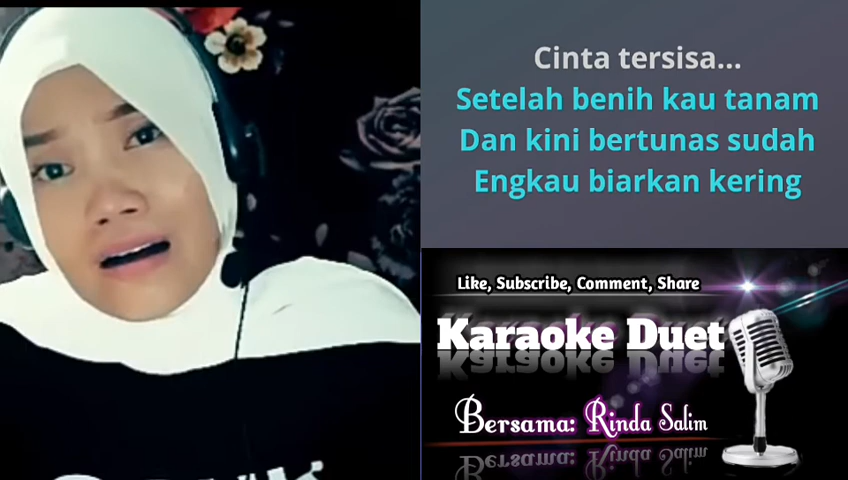 Cinta tersisa...
Setelah benih kau tanam
Dan kini bertunas sudah
Engkau biarkan kering
Like, Subscribe, Comment, Share
Karaoke Duet
Bersama: Rinda Salim